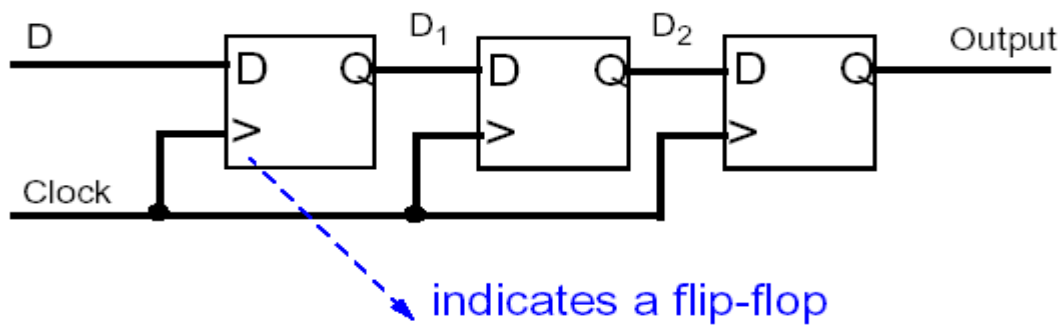 D D₁ D₂ Output
D Q D Q D Q
> > >
Clock
indicates a flip-flop